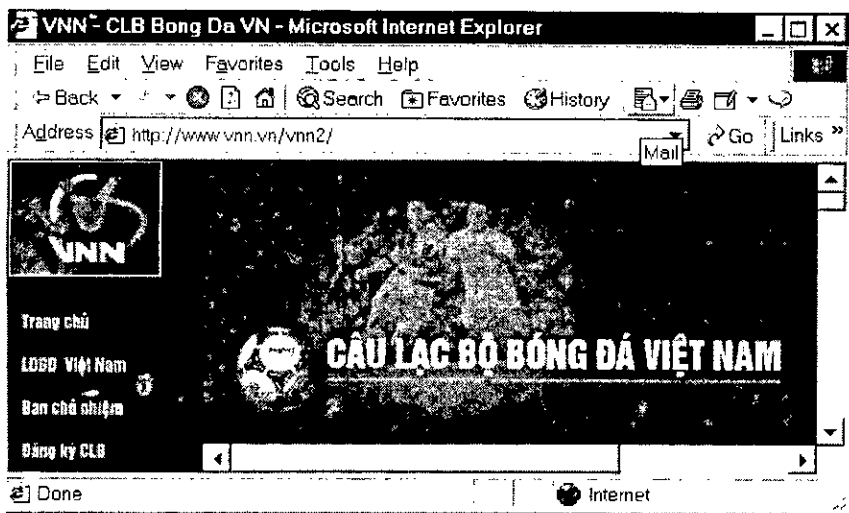 VNN - CLB Bong Da VN - Microsoft Internet Explorer
File Edit View Favorites Tools Help
Back Search Favorites History
Address http://www.vnn.vn/vnn2/ Go Links »
Mail
VNN
Trang chủ
LĐBĐ Việt Nam
Ban chủ nhiệm
Đăng ký CLB
CÂU LẠC BỘ BÓNG ĐÁ VIỆT NAM
Done Internet